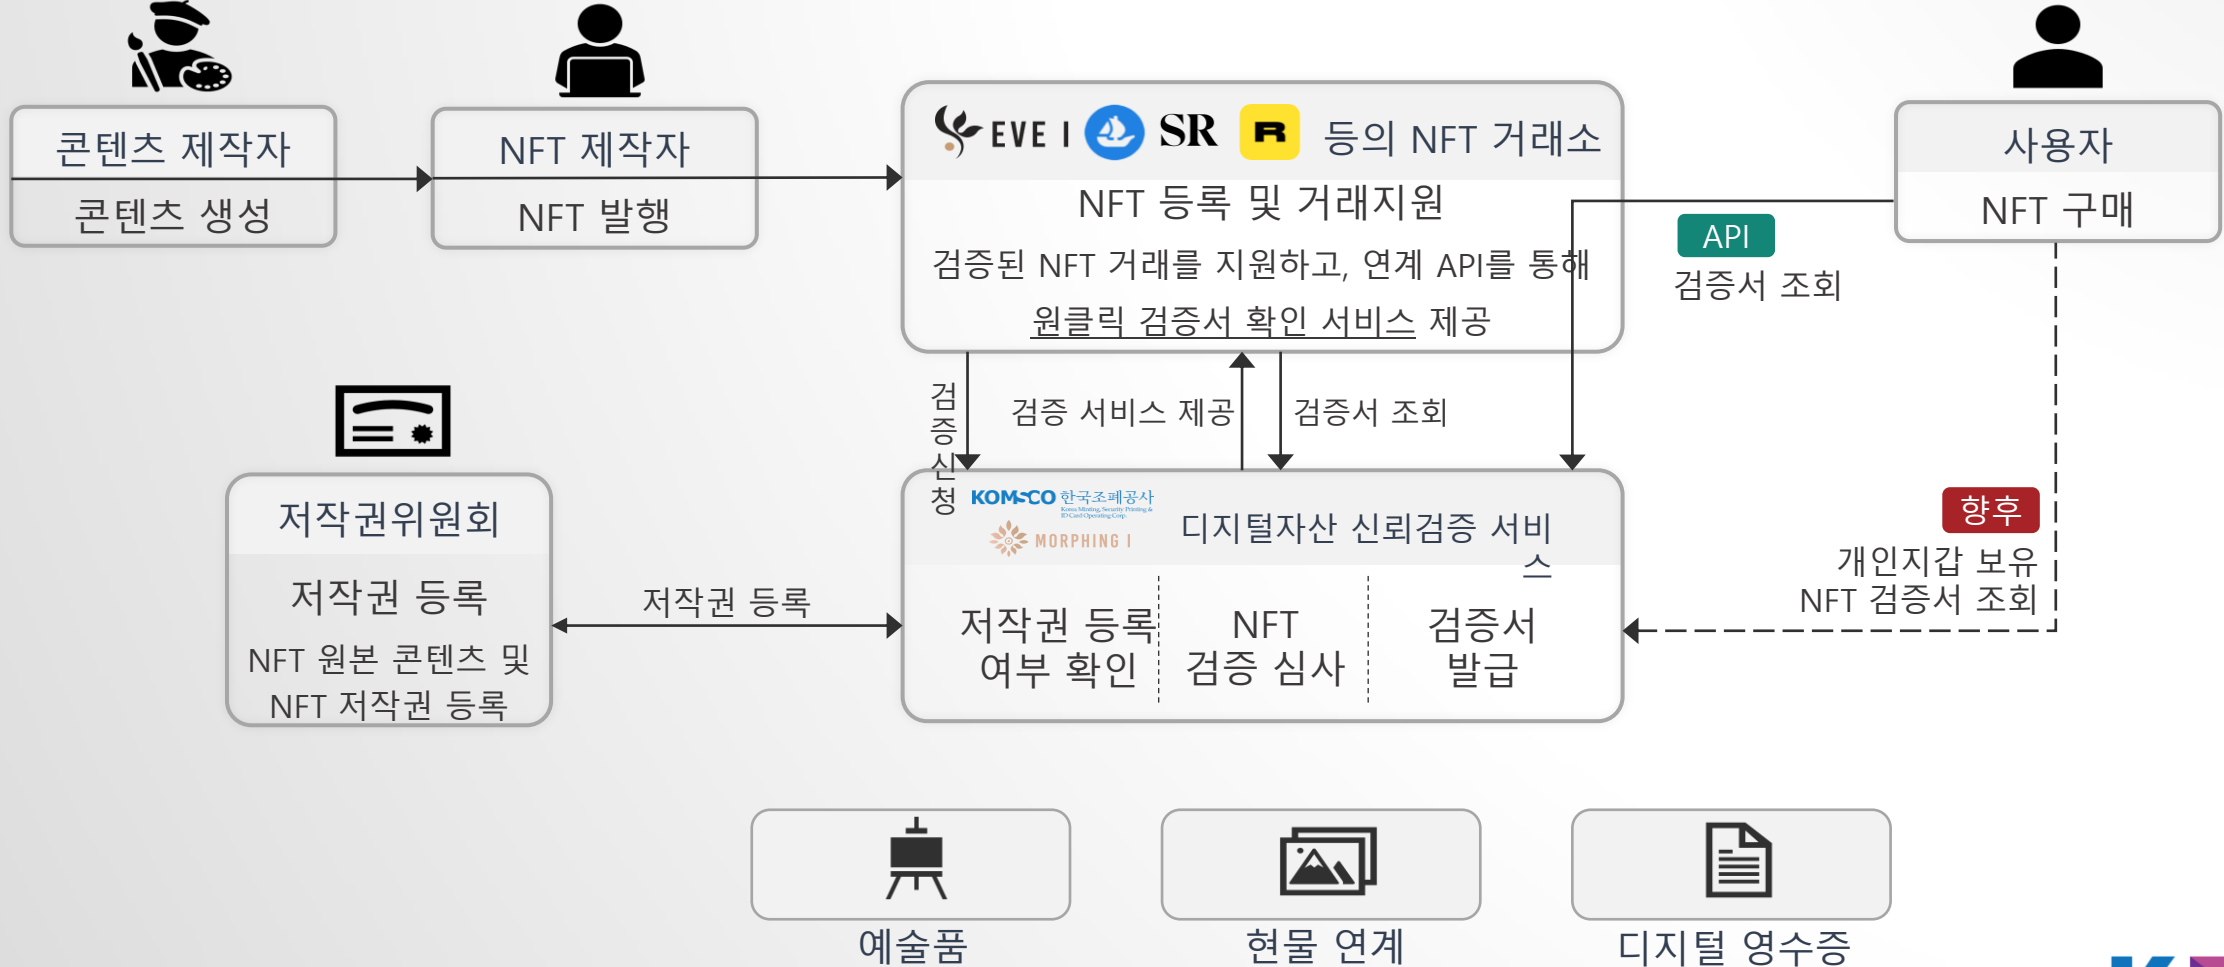 콘텐츠 제작자
콘텐츠 생성
NFT 제작자
NFT 발행
EVE I SR R 등의 NFT 거래소
NFT 등록 및 거래지원
검증된 NFT 거래를 지원하고, 연계 API를 통해
원클릭 검증서 확인 서비스 제공
사용자
NFT 구매
API
검증서 조회
검증신청
검증 서비스 제공
검증서 조회
저작권위원회
저작권 등록
NFT 원본 콘텐츠 및
NFT 저작권 등록
저작권 등록
KOMSCO 한국조폐공사
Korea Minting, Security Printing &
ID Card Operating Corp.
MORPHING I
디지털자산 신뢰검증 서비
스
저작권 등록
여부 확인
NFT
검증 심사
검증서
발급
향후
개인지갑 보유
NFT 검증서 조회
예술품
현물 연계
디지털 영수증